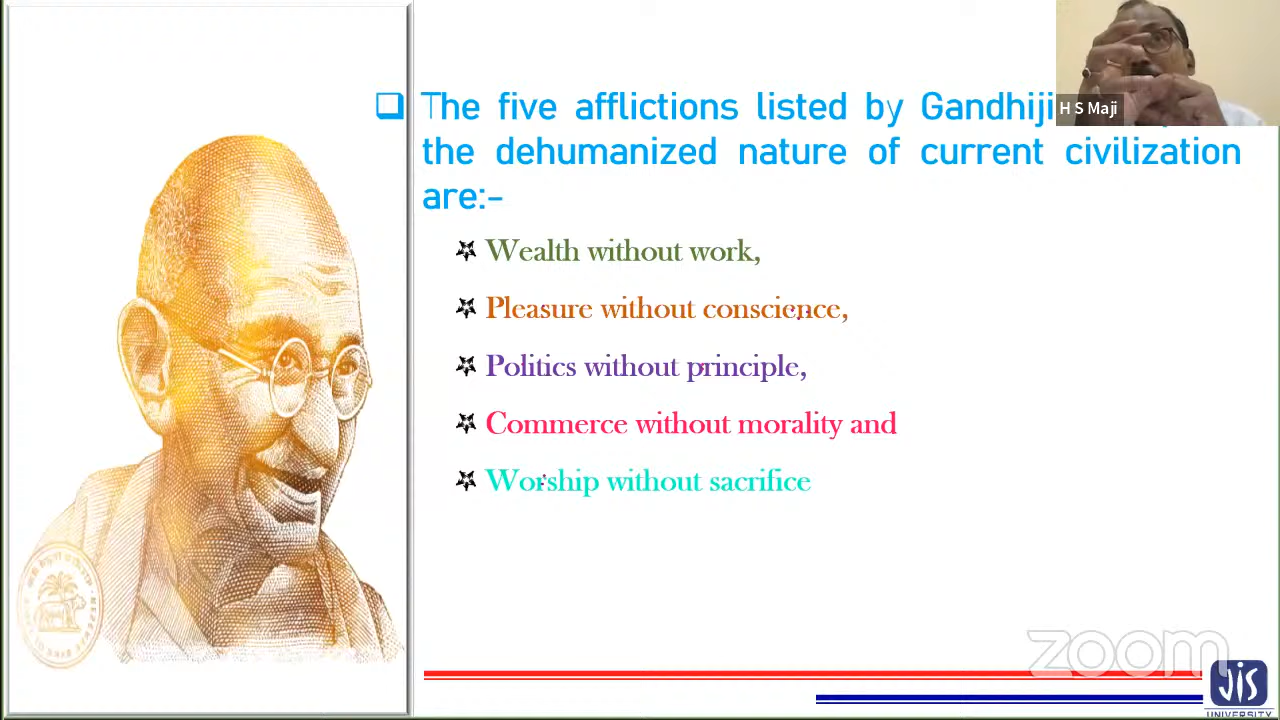 The five afflictions listed by Gandhiji
the dehumanized nature of current civilization
are:-
Wealth without work,
Pleasure without conscience,
Politics without principle,
Commerce without morality and
Worship without sacrifice
H S Maji
zoom
JIS
UNIVERSITY